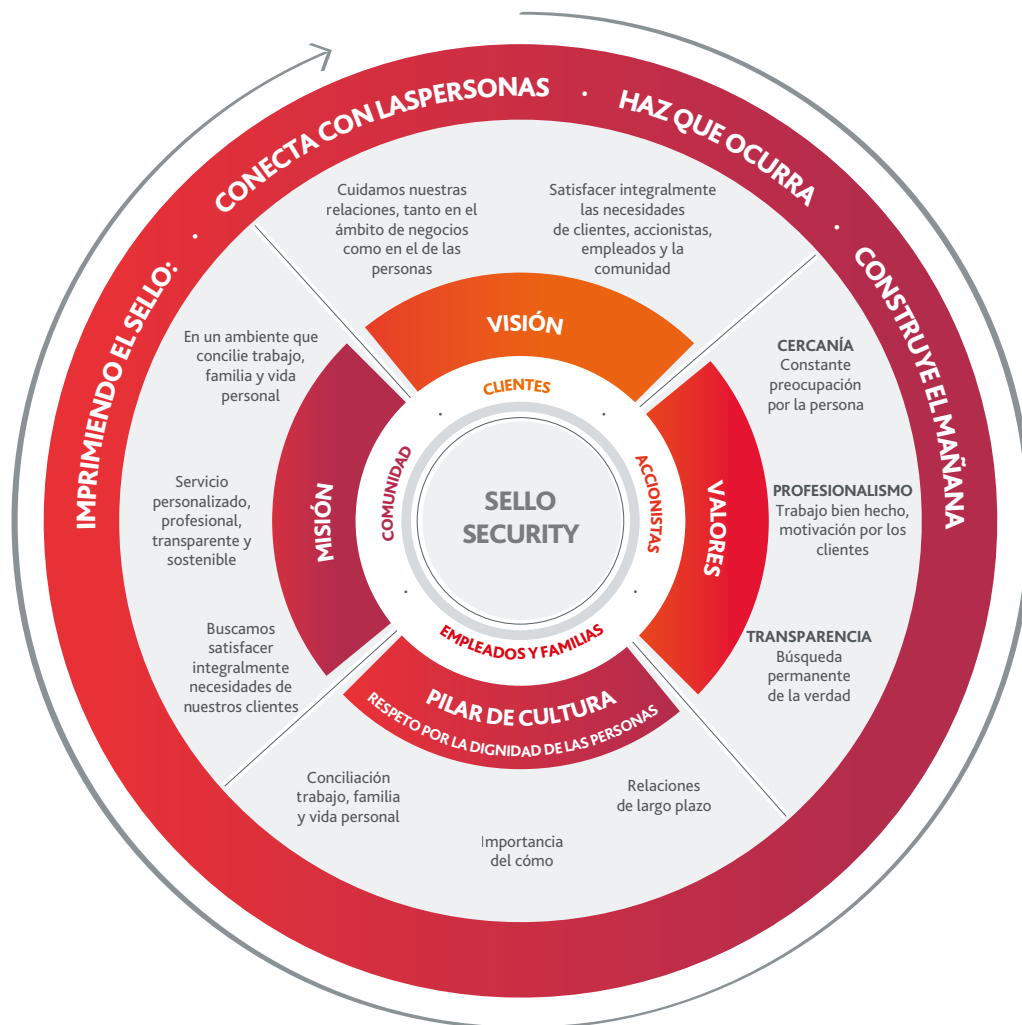 IMPRIMIENDO EL SELLO:
· CONECTA CON LASPERSONAS
· HAZ QUE OCURRA
· CONSTRUYE EL MAÑANA
Cuidamos nuestras
relaciones, tanto en el
ámbito de negocios
como en el de las
personas
Satisfacer integralmente
las necesidades
de clientes, accionistas,
empleados y la
comunidad
VISIÓN
En un ambiente que
concilie trabajo,
familia y vida
personal
Servicio
personalizado,
profesional,
transparente y
sostenible
Buscamos
satisfacer
integralmente
necesidades de
nuestros clientes
MISIÓN
CLIENTES
·
ACCIONISTAS
·
EMPLEADOS Y FAMILIAS
·
COMUNIDAD
·
SELLO
SECURITY
VALORES
CERCANÍA
Constante
preocupación
por la persona
PROFESIONALISMO
Trabajo bien hecho,
motivación por los
clientes
TRANSPARENCIA
Búsqueda
permanente
de la verdad
PILAR DE CULTURA
RESPETO POR LA DIGNIDAD DE LAS PERSONAS
Conciliación
trabajo, familia
y vida personal
Importancia
del cómo
Relaciones
de largo plazo